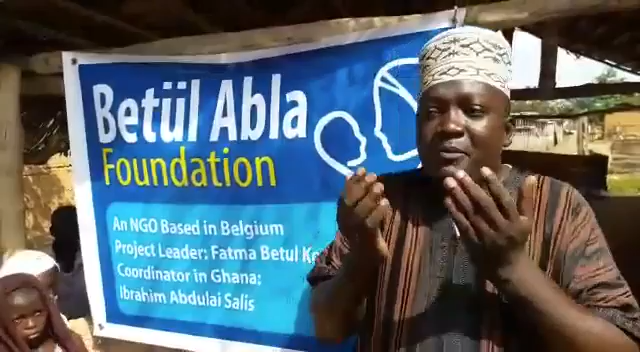 Betül Abla
Foundation
An NGO Based in Belgium
Project Leader: Fatma Betul
Coordinator in Ghana:
Ibrahim Abdulai Salis